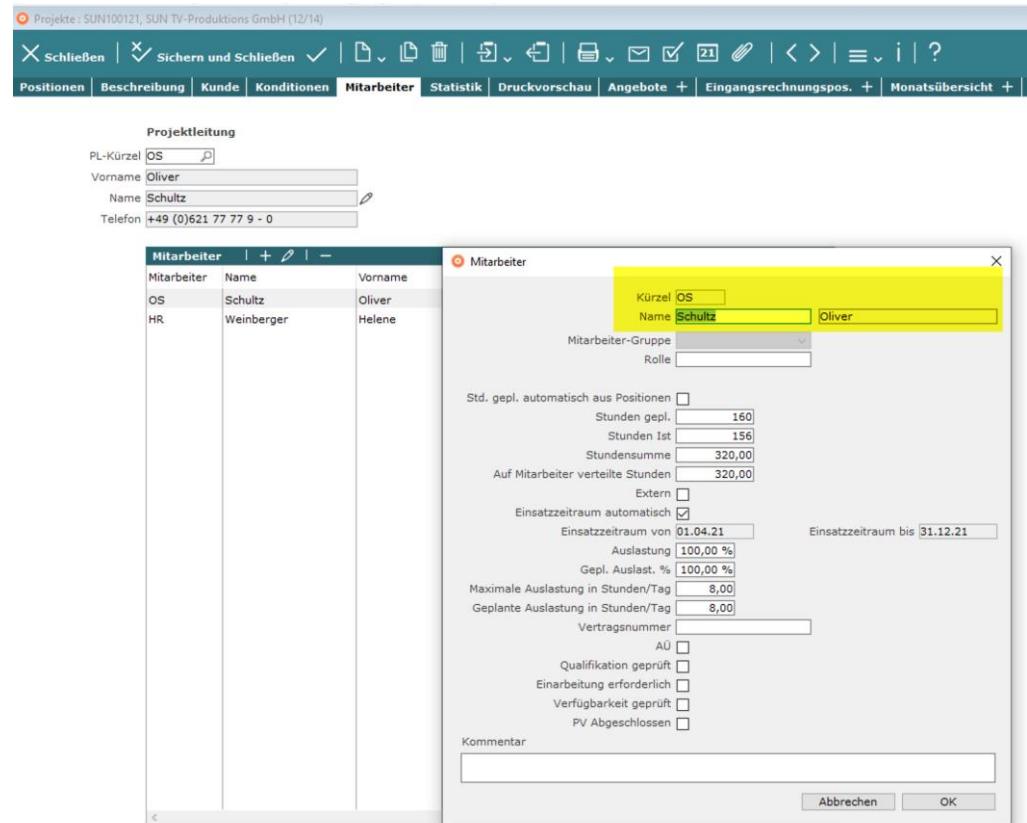 Projekte : SUN100121, SUN TV-Produktions GmbH (12/14)
Schließen Sichern und Schließen 21 ?
Positionen Beschreibung Kunde Konditionen Mitarbeiter Statistik Druckvorschau Angebote + Eingangsrechnungspos. + Monatsübersicht +
Projektleitung
PL-Kürzel OS
Vorname Oliver
Name Schultz
Telefon +49 (0)621 77 77 9 - 0
Mitarbeiter
Mitarbeiter Name Vorname
OS Schultz Oliver
HR Weinberger Helene
Mitarbeiter
Kürzel OS
Name Schultz Oliver
Mitarbeiter-Gruppe
Rolle
Std. gepl. automatisch aus Positionen
Stunden gepl. 160
Stunden Ist 156
Stundensumme 320,00
Auf Mitarbeiter verteilte Stunden 320,00
Extern
Einsatzzeitraum automatisch
Einsatzzeitraum von 01.04.21 Einsatzzeitraum bis 31.12.21
Auslastung 100,00 %
Gepl. Auslast. % 100,00 %
Maximale Auslastung in Stunden/Tag 8,00
Geplante Auslastung in Stunden/Tag 8,00
Vertragsnummer
AÜ
Qualifikation geprüft
Einarbeitung erforderlich
Verfügbarkeit geprüft
PV Abgeschlossen
Kommentar
Abbrechen OK